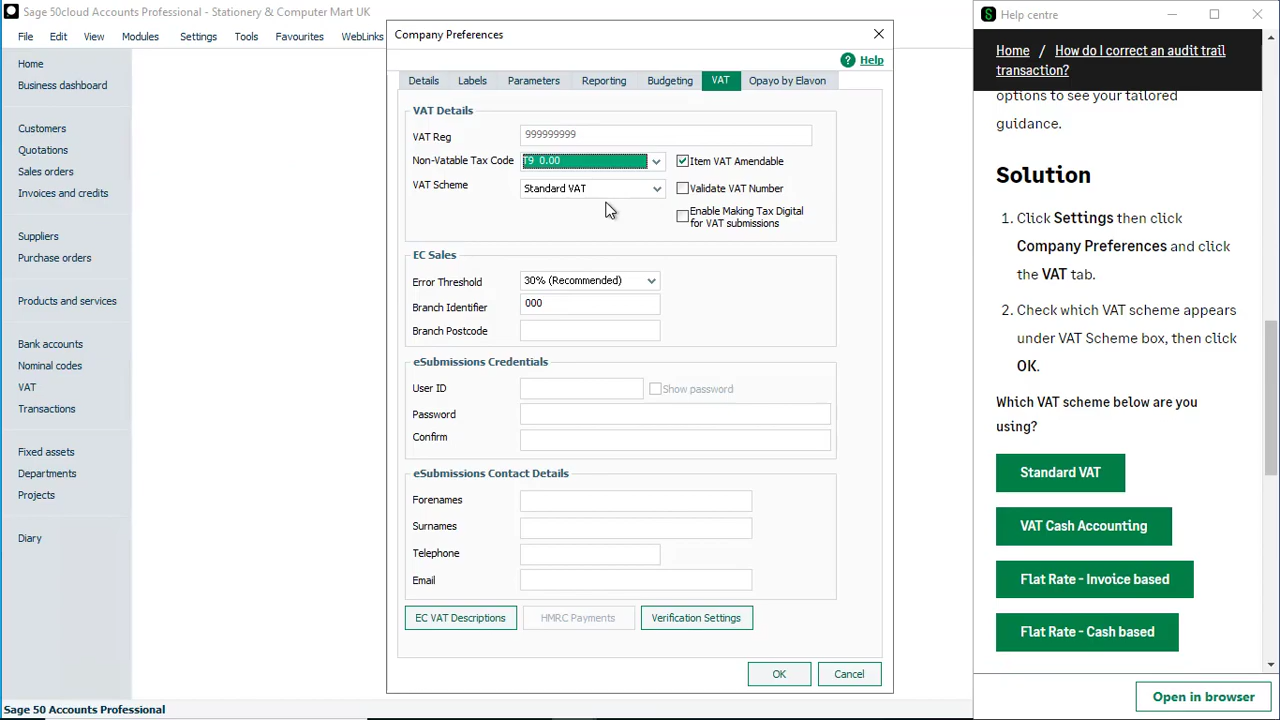 Sage 50cloud Accounts Professional - Stationery & Computer Mart UK
File Edit View Modules Settings Tools Favourites WebLinks
Home
Business dashboard
Customers
Quotations
Sales orders
Invoices and credits
Suppliers
Purchase orders
Products and services
Bank accounts
Nominal codes
VAT
Transactions
Fixed assets
Departments
Projects
Diary
Sage 50 Accounts Professional
Company Preferences
? Help
Details Labels Parameters Reporting Budgeting VAT Opayo by Elavon
VAT Details
VAT Reg 999999999
Non-Vatable Tax Code T9 0.00 Item VAT Amendable
VAT Scheme Standard VAT Validate VAT Number
Enable Making Tax Digital
for VAT submissions
EC Sales
Error Threshold 30% (Recommended)
Branch Identifier 000
Branch Postcode
eSubmissions Credentials
User ID Show password
Password
Confirm
eSubmissions Contact Details
Forenames
Surnames
Telephone
Email
EC VAT Descriptions HMRC Payments Verification Settings
OK Cancel
S Help centre
Home / How do I correct an audit trail
transaction?
options to see your tailored
guidance.
Solution
1. Click Settings then click
Company Preferences and click
the VAT tab.
2. Check which VAT scheme appears
under VAT Scheme box, then click
OK.
Which VAT scheme below are you
using?
Standard VAT
VAT Cash Accounting
Flat Rate - Invoice based
Flat Rate - Cash based
Open in browser